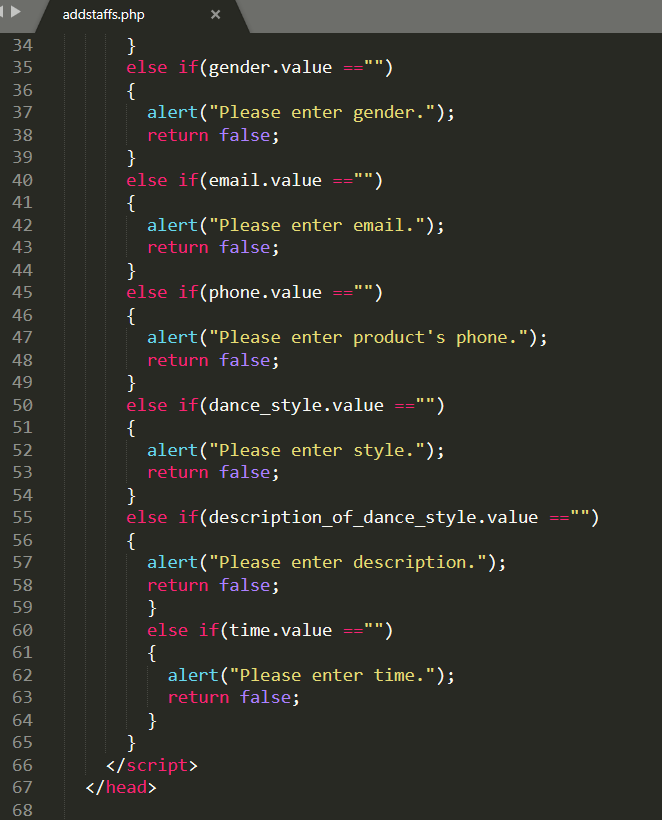 addstaffs.php ×
34 }
35 else if(gender.value =="")
36 {
37 alert("Please enter gender.");
38 return false;
39 }
40 else if(email.value =="")
41 {
42 alert("Please enter email.");
43 return false;
44 }
45 else if(phone.value =="")
46 {
47 alert("Please enter product's phone.");
48 return false;
49 }
50 else if(dance_style.value =="")
51 {
52 alert("Please enter style.");
53 return false;
54 }
55 else if(description_of_dance_style.value =="")
56 {
57 alert("Please enter description.");
58 return false;
59 }
60 else if(time.value =="")
61 {
62 alert("Please enter time.");
63 return false;
64 }
65 }
66 </script>
67 </head>
68